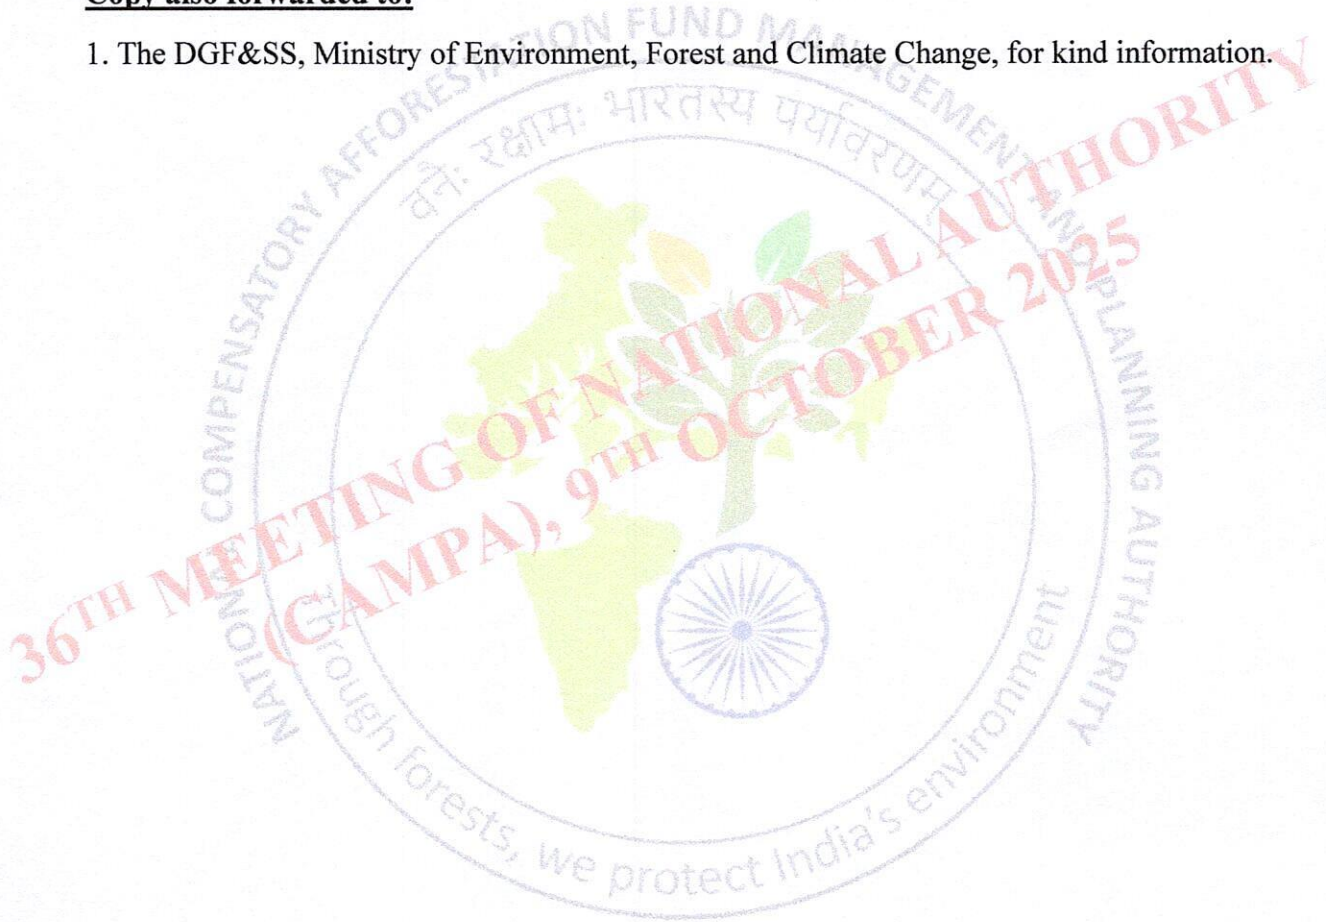 Copy also forwarded to:
1. The DGF&SS, Ministry of Environment, Forest and Climate Change, for kind information.
NATIONAL COMPENSATORY AFFORESTATION FUND MANAGEMENT AND PLANNING AUTHORITY
वनैः रक्षामः भारतस्य पर्यावरणम्
36TH MEETING OF NATIONAL AUTHORITY
(CAMPA), 9TH OCTOBER 2025
Through forests, we protect India's environment